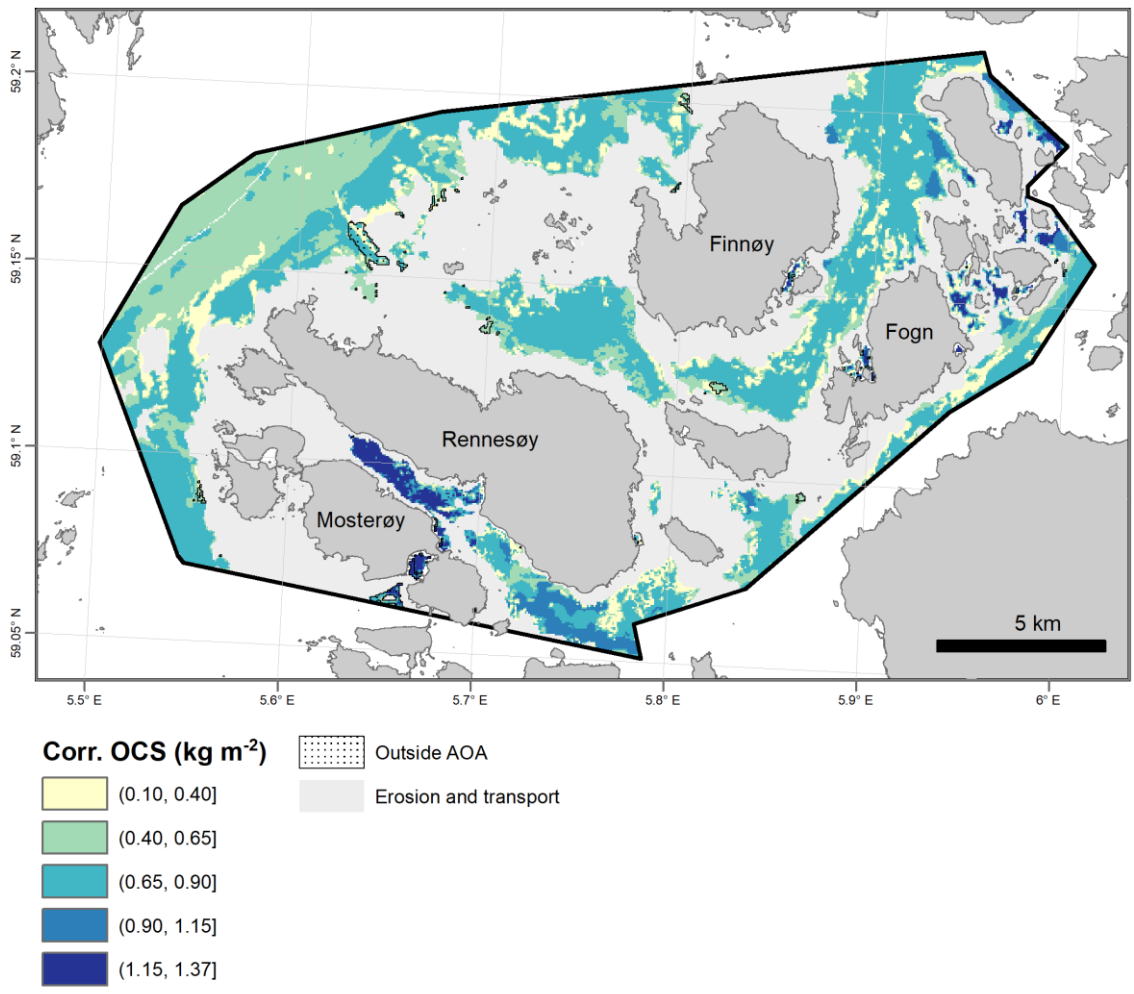 59.2° N
59.15° N
59.1° N
59.05° N
Finnøy
Fogn
Rennesøy
Mosterøy
5 km
5.5° E
5.6° E
5.7° E
5.8° E
5.9° E
6° E
Corr. OCS (kg m⁻²)
(0.10, 0.40]
(0.40, 0.65]
(0.65, 0.90]
(0.90, 1.15]
(1.15, 1.37]
Outside AOA
Erosion and transport